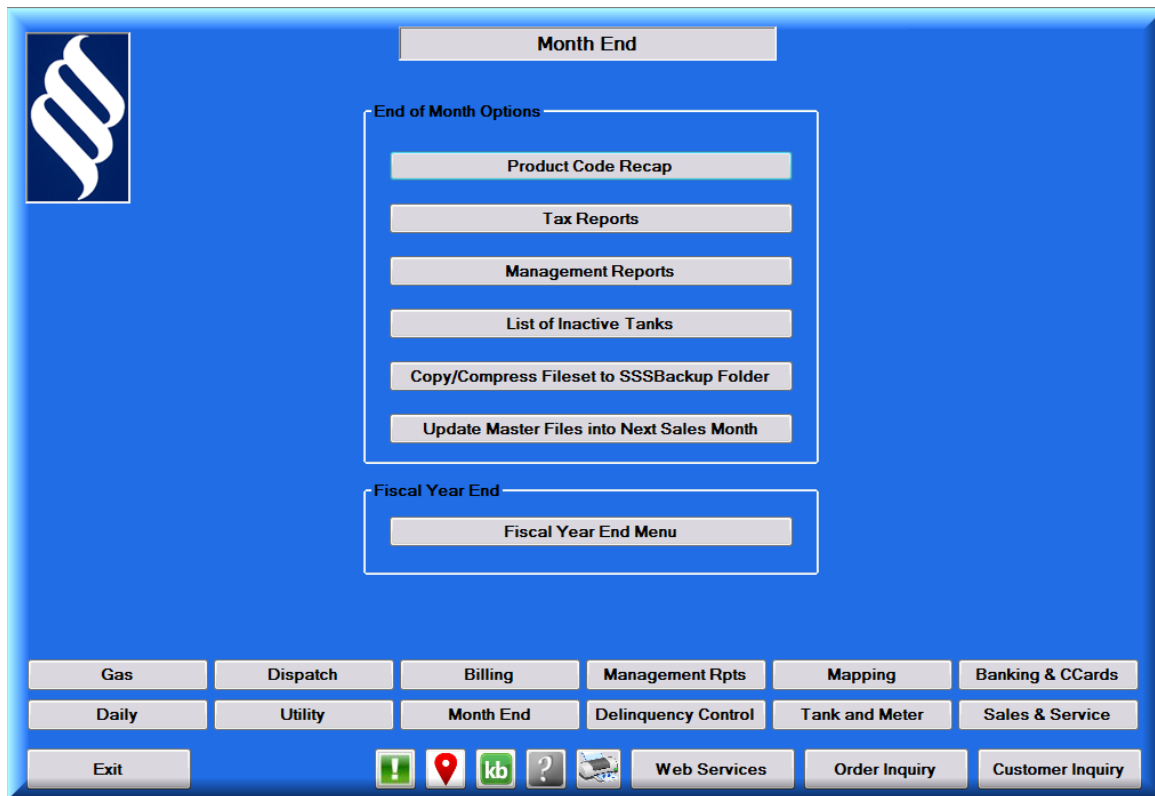 Month End
End of Month Options
Product Code Recap
Tax Reports
Management Reports
List of Inactive Tanks
Copy/Compress Fileset to SSSBackup Folder
Update Master Files into Next Sales Month
Fiscal Year End
Fiscal Year End Menu
Gas Dispatch Billing Management Rpts Mapping Banking & CCards
Daily Utility Month End Delinquency Control Tank and Meter Sales & Service
Exit ! kb ? Web Services Order Inquiry Customer Inquiry